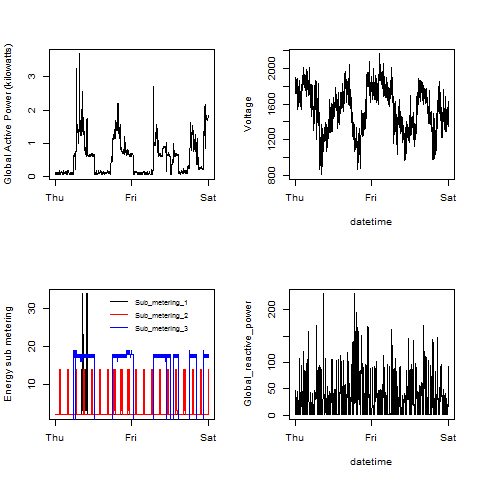 Global Active Power (kilowatts)
0 1 2 3
Thu Fri Sat
Voltage
800 1200 1600 2000
Thu Fri Sat
datetime
Energy sub metering
10 20 30
Sub_metering_1
Sub_metering_2
Sub_metering_3
Thu Fri Sat
Global_reactive_power
0 50 100 200
Thu Fri Sat
datetime